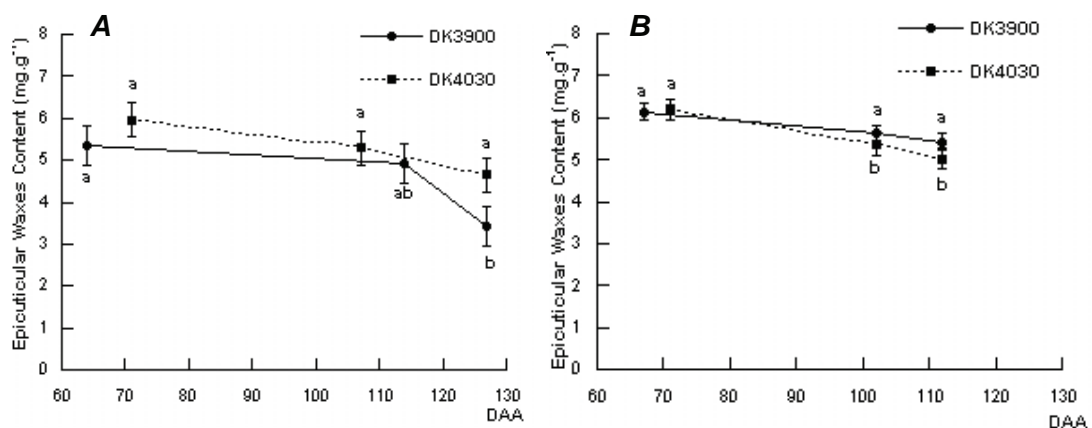 A
Epicuticular Waxes Content (mg.g⁻¹)
8
7
6
5
4
3
2
1
0
DK3900
DK4030
a
a
a
a
ab
b
60 70 80 90 100 110 120 130
DAA
B
Epicuticular Waxes Content (mg.g⁻¹)
8
7
6
5
4
3
2
1
0
DK3900
DK4030
a a
a
a
b
b
60 70 80 90 100 110 120 130
DAA